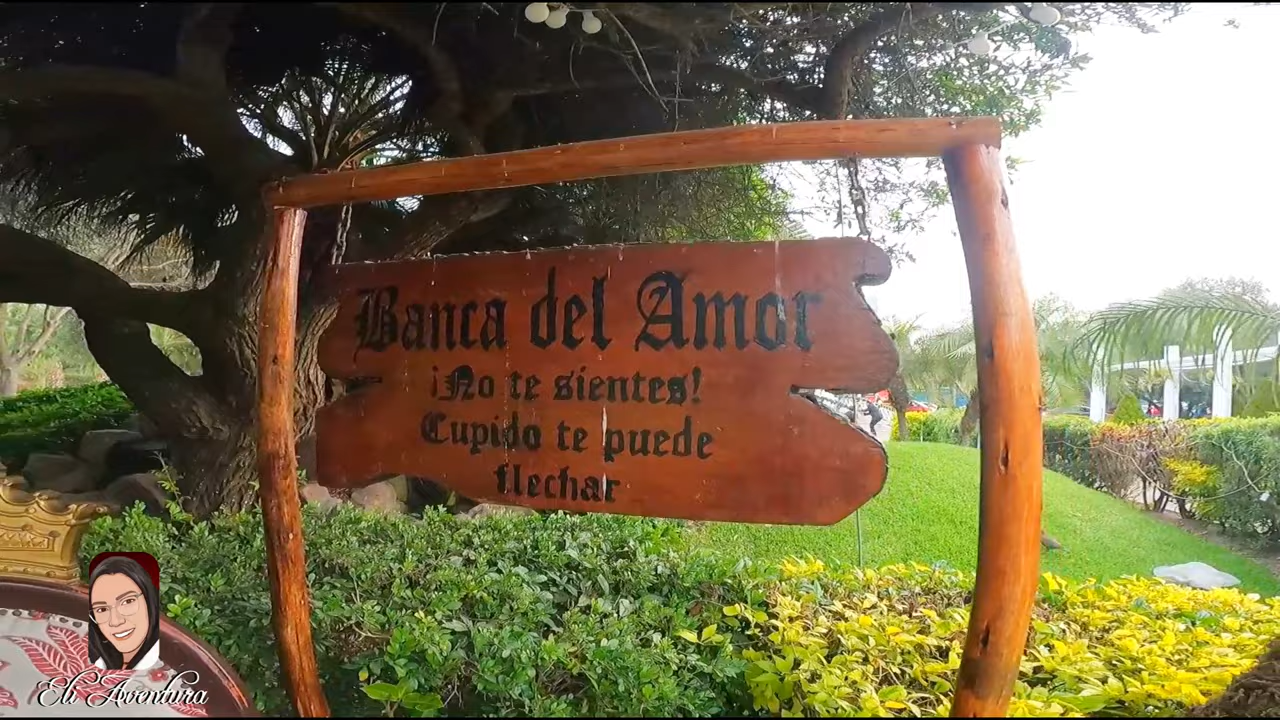 Banca del Amor
¡No te sientes!
Cupido te puede
flechar
Eli Aventura